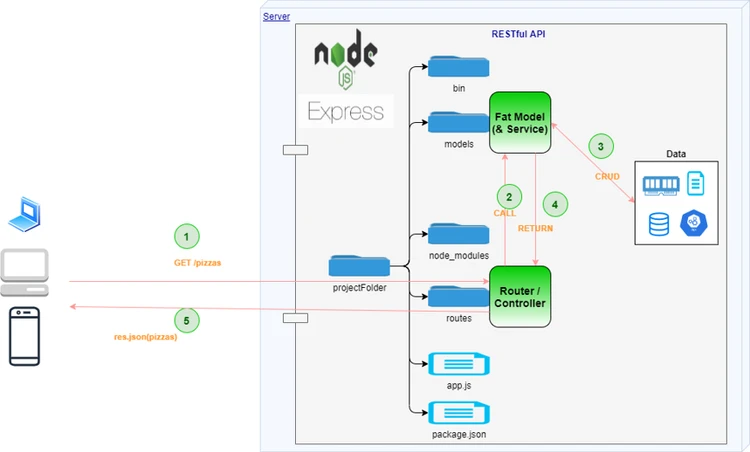 Server
RESTful API
node
JS
Express
bin
Fat Model
(& Service)
models
3
Data
CRUD
2
4
CALL
RETURN
1
GET /pizzas
node_modules
projectFolder
Router /
Controller
routes
5
res.json(pizzas)
app.js
package.json